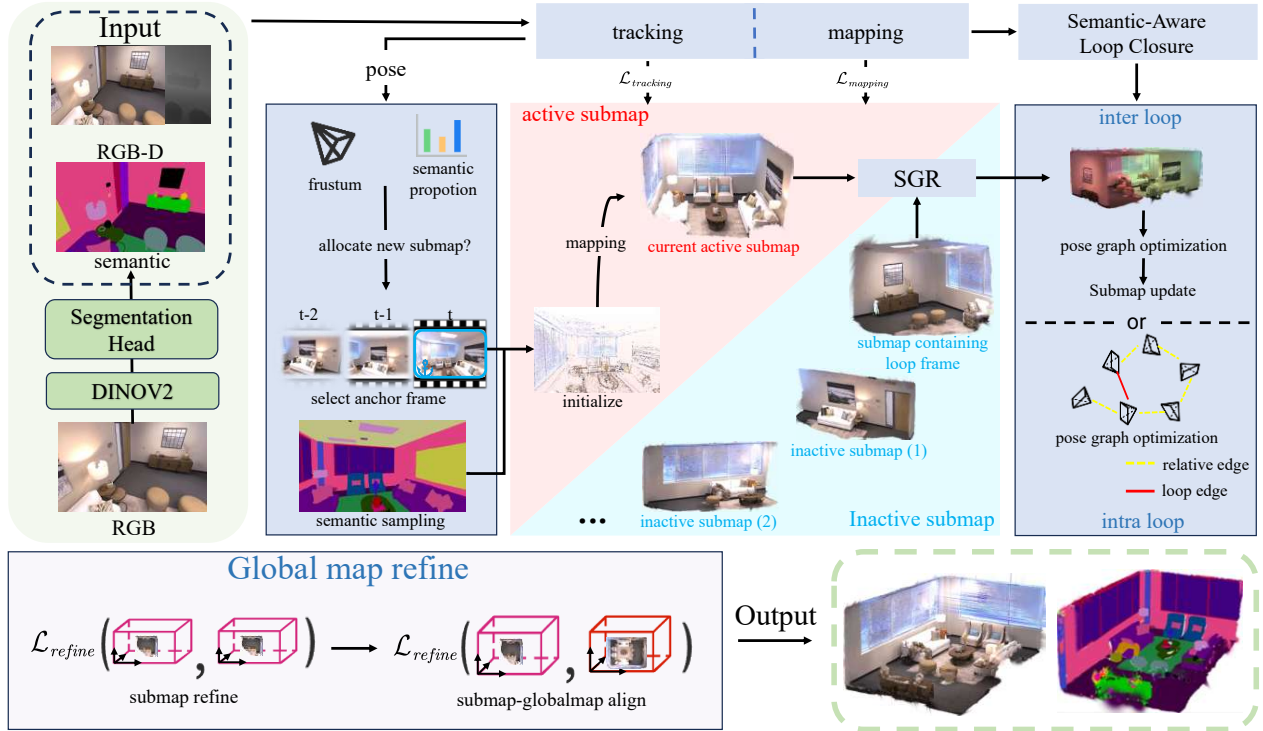 Input
RGB-D
semantic
Segmentation
Head
DINOV2
RGB
tracking
mapping
Semantic-Aware
Loop Closure
pose
ℒtracking
ℒmapping
frustum
semantic
propotion
allocate new submap?
t-2
t-1
t
select anchor frame
semantic sampling
active submap
mapping
current active submap
initialize
SGR
submap containing
loop frame
inactive submap (1)
inactive submap (2)
...
Inactive submap
inter loop
pose graph optimization
Submap update
or
pose graph optimization
relative edge
loop edge
intra loop
Global map refine
ℒrefine( , )
submap refine
ℒrefine( , )
submap-globalmap align
Output